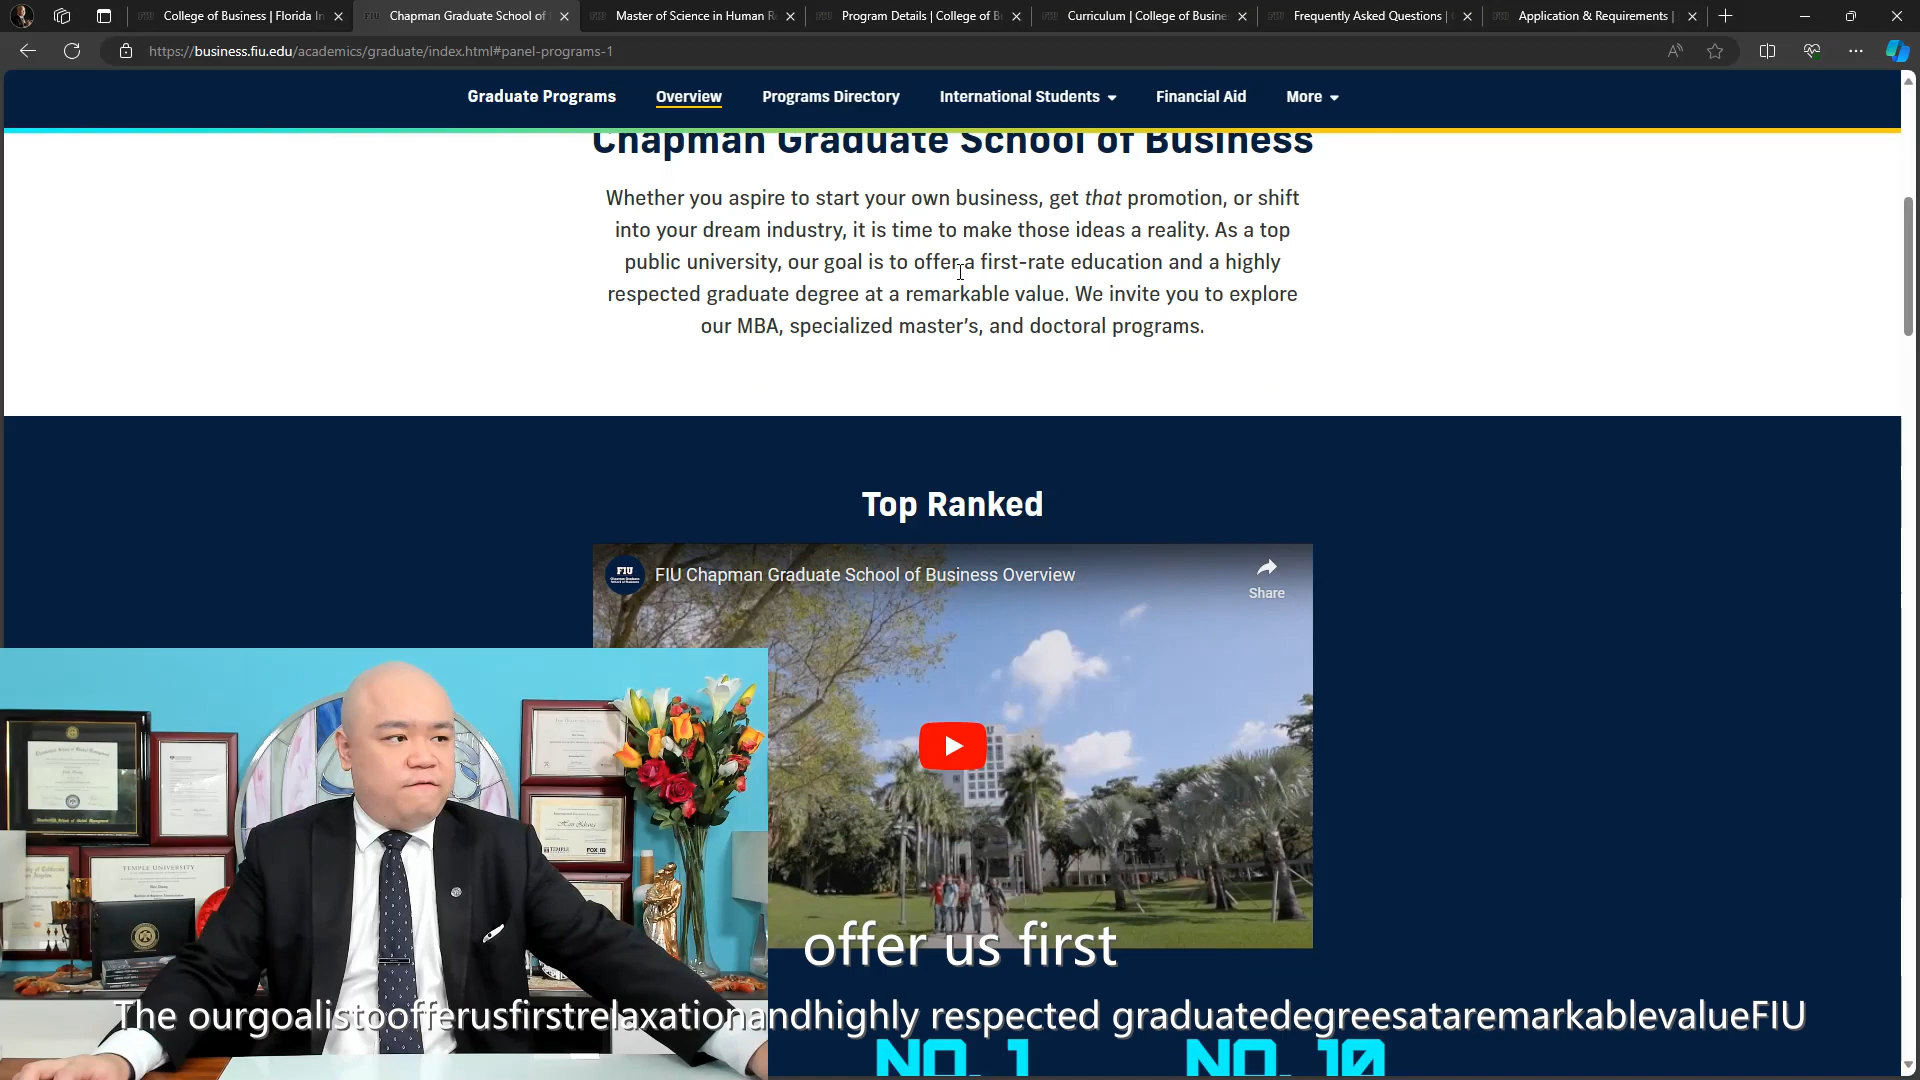 College of Business | Florida In
Chapman Graduate School of
Master of Science in Human R
Program Details | College of B
Curriculum | College of Busine
Frequently Asked Questions |
Application & Requirements |
https://business.fiu.edu/academics/graduate/index.html#panel-programs-1
Graduate Programs
Overview
Programs Directory
International Students
Financial Aid
More
Chapman Graduate School of Business
Whether you aspire to start your own business, get that promotion, or shift
into your dream industry, it is time to make those ideas a reality. As a top
public university, our goal is to offer a first-rate education and a highly
respected graduate degree at a remarkable value. We invite you to explore
our MBA, specialized master's, and doctoral programs.
Top Ranked
FIU
FIU Chapman Graduate School of Business Overview
Share
TEMPLE UNIVERSITY
TEMPLE
FOX
offer us first
The ourgoalistoofferusfirstrelaxationandhighly respected graduatedegreesataremarkablevalueFIU
NO. 1
NO. 10